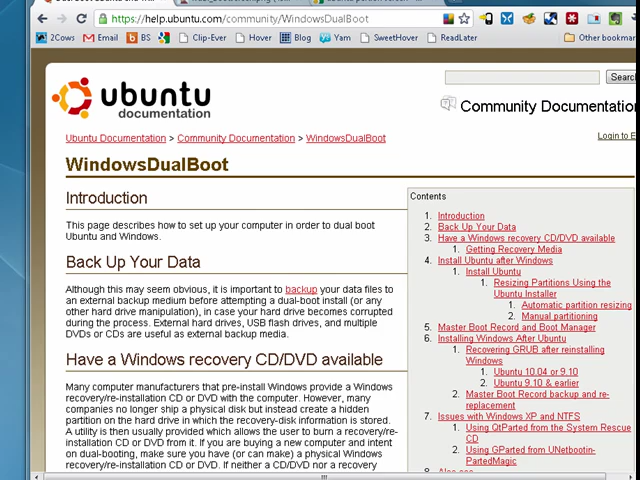 https://help.ubuntu.com/community/WindowsDualBoot
2Cows Email BS Clip-Ever Hover Blog Yam SweetHover ReadLater Other bookmar
ubuntu
documentation
Search
Community Documentatio
Ubuntu Documentation > Community Documentation > WindowsDualBoot
Login to E
WindowsDualBoot
Introduction
This page describes how to set up your computer in order to dual boot
Ubuntu and Windows.
Back Up Your Data
Although this may seem obvious, it is important to backup your data files to
an external backup medium before attempting a dual-boot install (or any
other hard drive manipulation), in case your hard drive becomes corrupted
during the process. External hard drives, USB flash drives, and multiple
DVDs or CDs are useful as external backup media.
Have a Windows recovery CD/DVD available
Many computer manufacturers that pre-install Windows provide a Windows
recovery/re-installation CD or DVD with the computer. However, many
companies no longer ship a physical disk but instead create a hidden
partition on the hard drive in which the recovery-disk information is stored.
A utility is then usually provided which allows the user to burn a recovery/re-
installation CD or DVD from it. If you are buying a new computer and intent
on dual-booting, make sure you have (or can make) a physical Windows
recovery/re-installation CD or DVD. If neither a CD/DVD nor a recovery
Contents
1. Introduction
2. Back Up Your Data
3. Have a Windows recovery CD/DVD available
1. Getting Recovery Media
4. Install Ubuntu after Windows
1. Install Ubuntu
1. Resizing Partitions Using the
Ubuntu Installer
1. Automatic partition resizing
2. Manual partitioning
5. Master Boot Record and Boot Manager
6. Installing Windows After Ubuntu
1. Recovering GRUB after reinstalling
Windows
1. Ubuntu 10.04 or 9.10
2. Ubuntu 9.10 & earlier
2. Master Boot Record backup and re-
replacement
7. Issues with Windows XP and NTFS
1. Using QtParted from the System Rescue
CD
2. Using GParted from UNetbootin-
PartedMagic